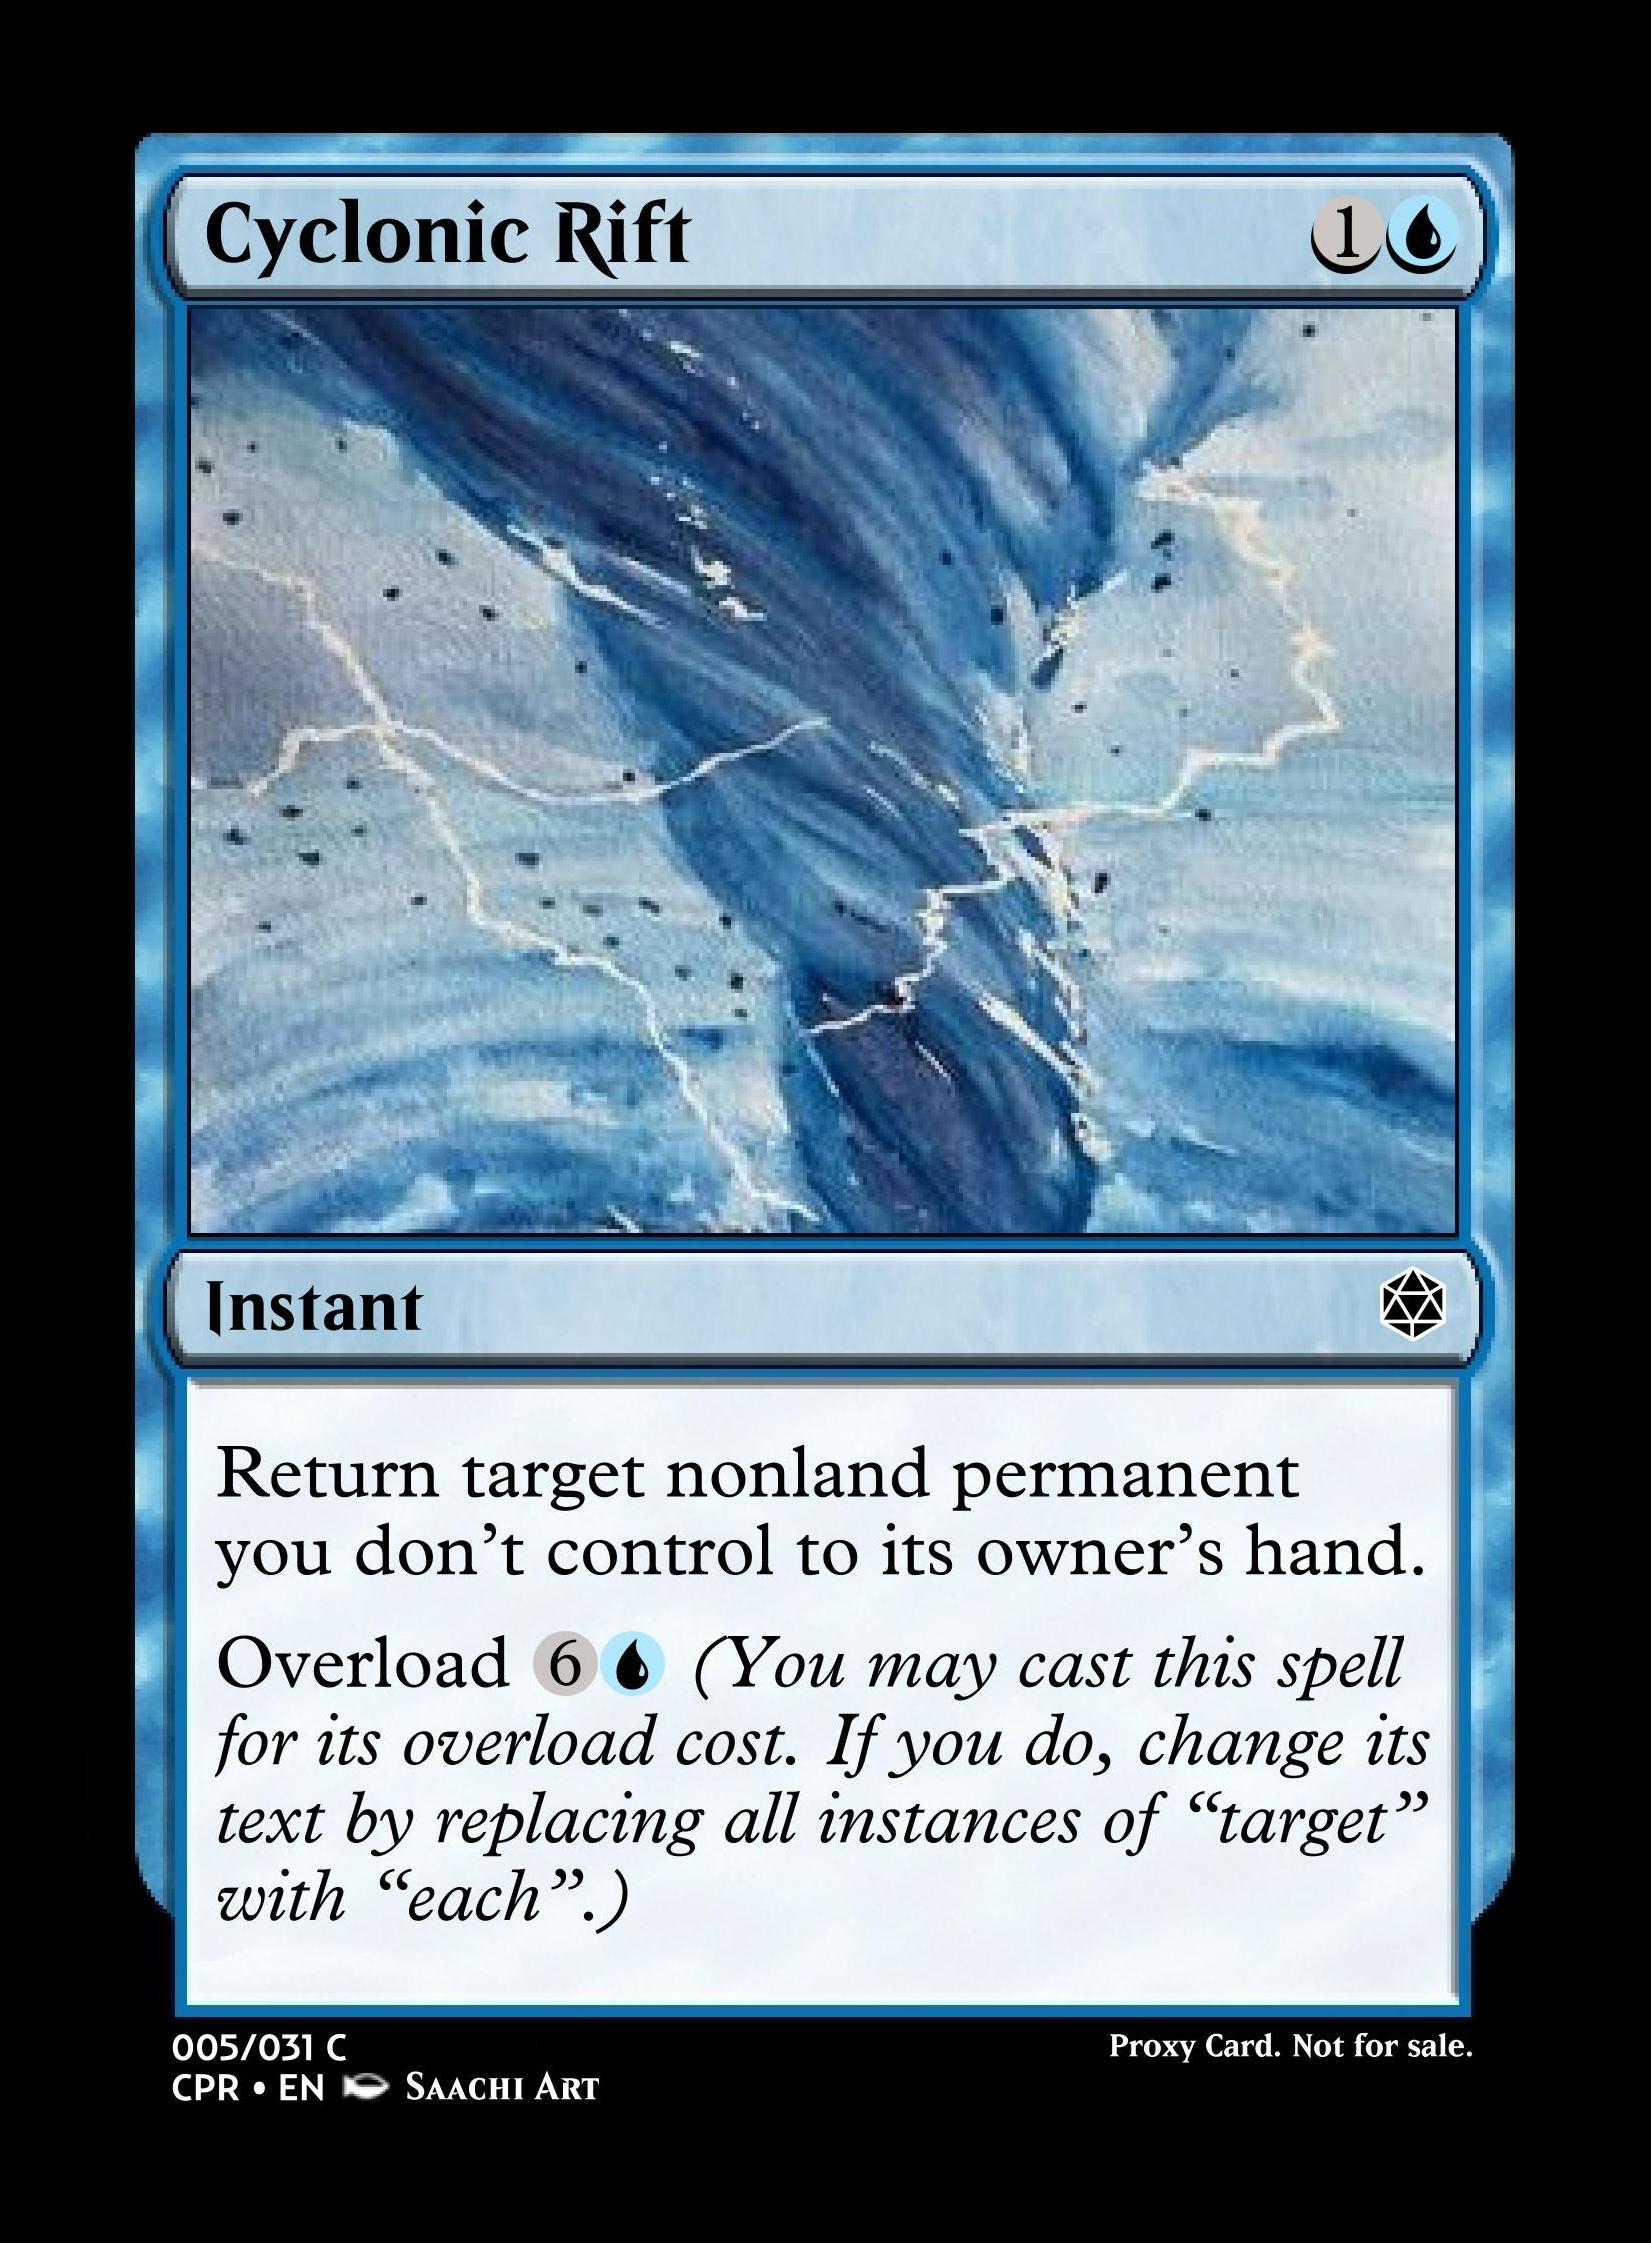 Cyclonic Rift 1
Instant
Return target nonland permanent
you don’t control to its owner’s hand.
Overload 6 (You may cast this spell
for its overload cost. If you do, change its
text by replacing all instances of “target”
with “each”.)
005/031 C Proxy Card. Not for sale.
CPR • EN Saachi Art